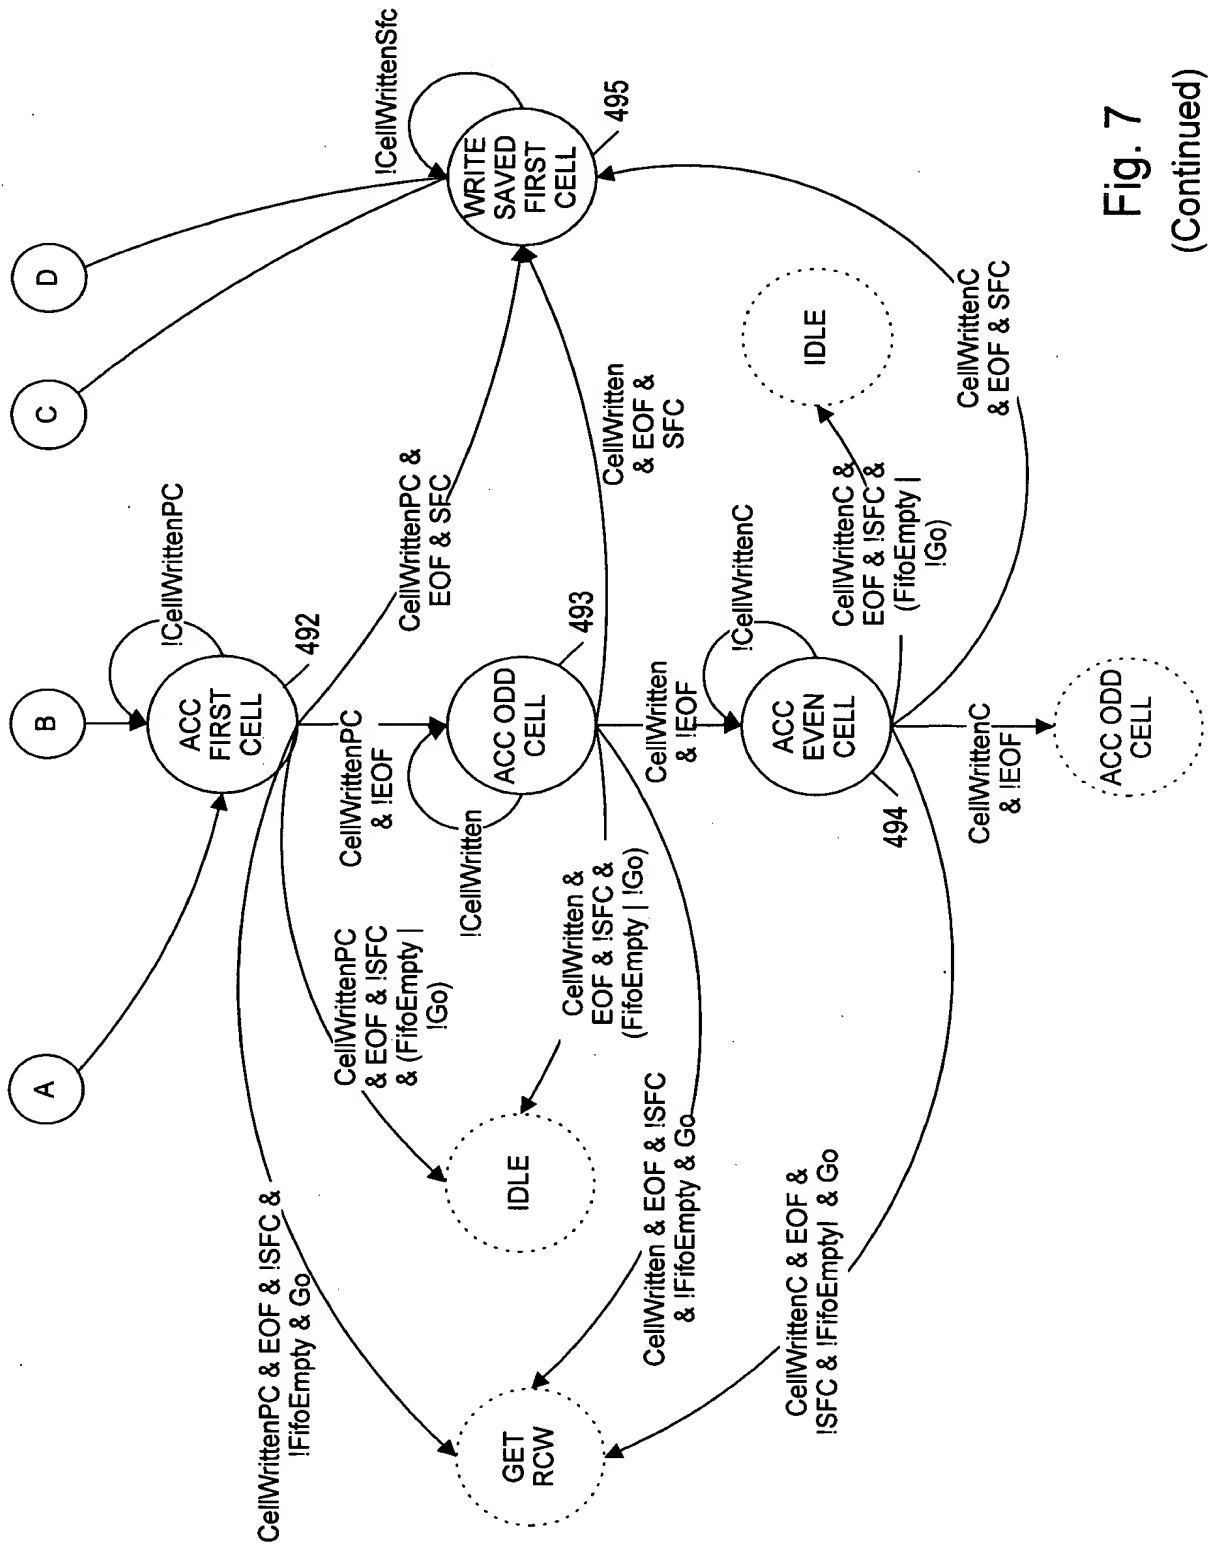 A
B
C
D
!CellWrittenPC
ACC
FIRST
CELL
492
!CellWrittenSfc
WRITE
SAVED
FIRST
CELL
495
CellWrittenPC & EOF & !SFC &
!FifoEmpty & Go
CellWrittenPC
& EOF & !SFC
& (FifoEmpty |
!Go)
CellWrittenPC
& !EOF
CellWrittenPC &
EOF & SFC
!CellWritten
ACC ODD
CELL
493
GET
RCW
IDLE
CellWritten &
EOF & !SFC &
(FifoEmpty | !Go)
CellWritten & EOF & !SFC
& !FifoEmpty & Go
CellWritten
& !EOF
CellWritten
& EOF &
SFC
!CellWrittenC
ACC
EVEN
CELL
494
IDLE
CellWrittenC &
EOF & !SFC &
(FifoEmpty |
!Go)
CellWrittenC & EOF &
!SFC & !FifoEmptyl & Go
CellWrittenC
& !EOF
CellWrittenC
& EOF & SFC
ACC ODD
CELL
Fig. 7
(Continued)